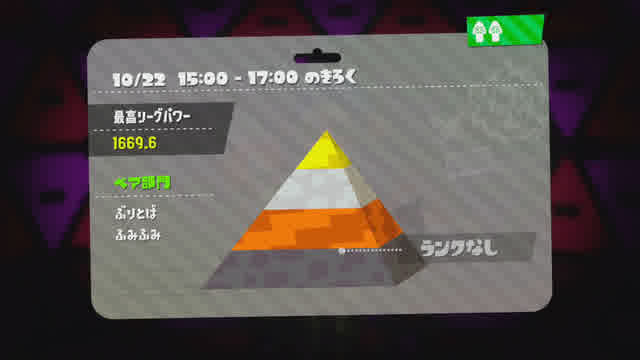 10/22 15:00 - 17:00 のきろく
最高リーグパワー
1669.6
ペア部門
ぶりとば
ふみふみ
ランクなし